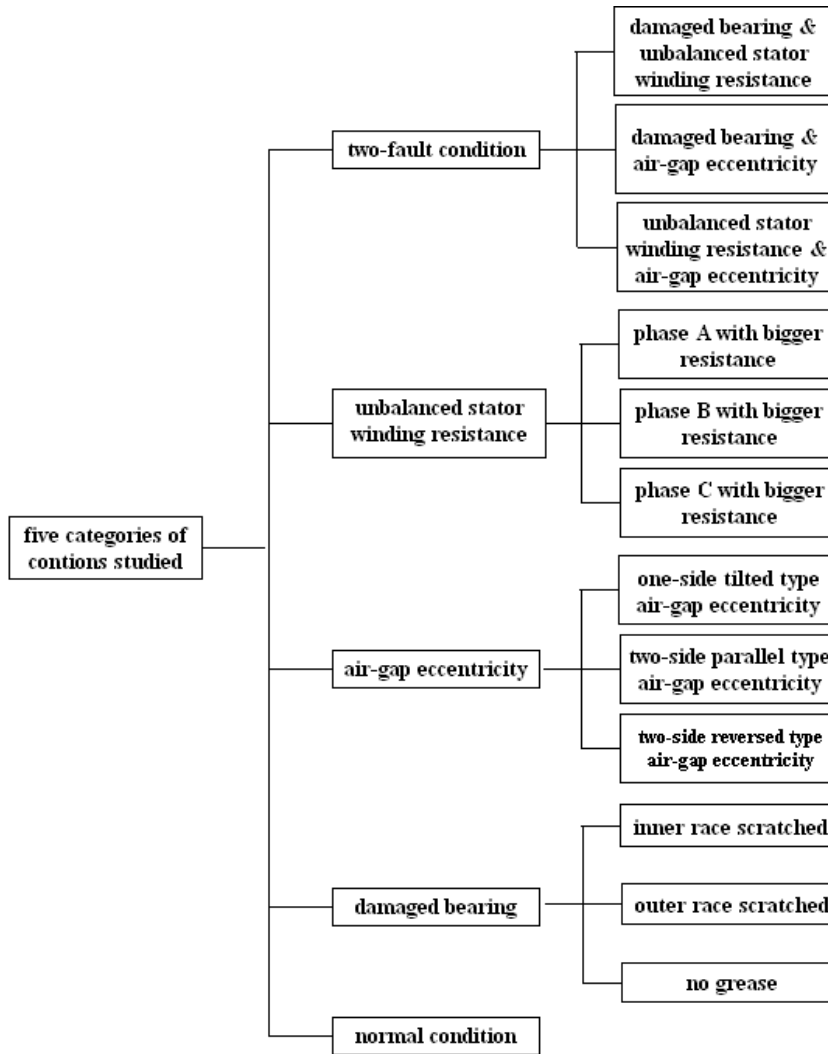 five categories of
contions studied
two-fault condition
damaged bearing &
unbalanced stator
winding resistance
damaged bearing &
air-gap eccentricity
unbalanced stator
winding resistance &
air-gap eccentricity
unbalanced stator
winding resistance
phase A with bigger
resistance
phase B with bigger
resistance
phase C with bigger
resistance
air-gap eccentricity
one-side tilted type
air-gap eccentricity
two-side parallel type
air-gap eccentricity
two-side reversed type
air-gap eccentricity
damaged bearing
inner race scratched
outer race scratched
no grease
normal condition